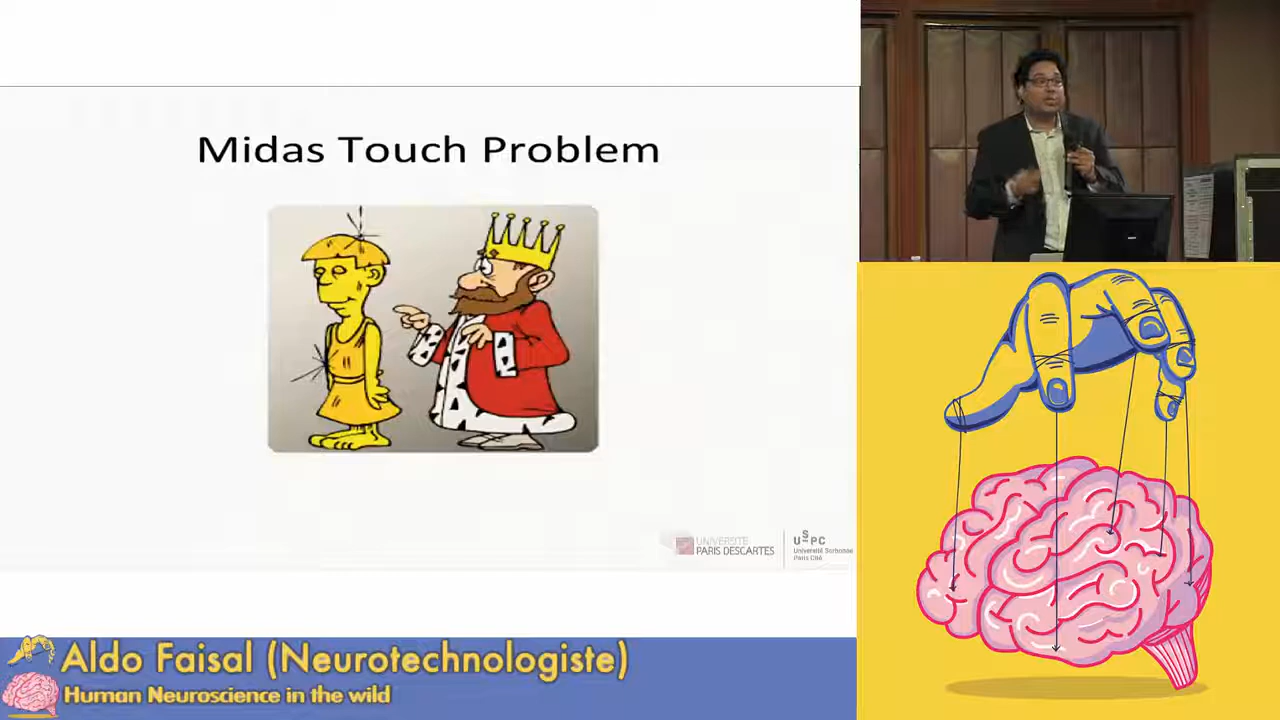 Midas Touch Problem
UNIVERSITÉ
PARIS DESCARTES
USPC
Université Sorbonne
Paris Cité
Aldo Faisal (Neurotechnologiste)
Human Neuroscience in the wild